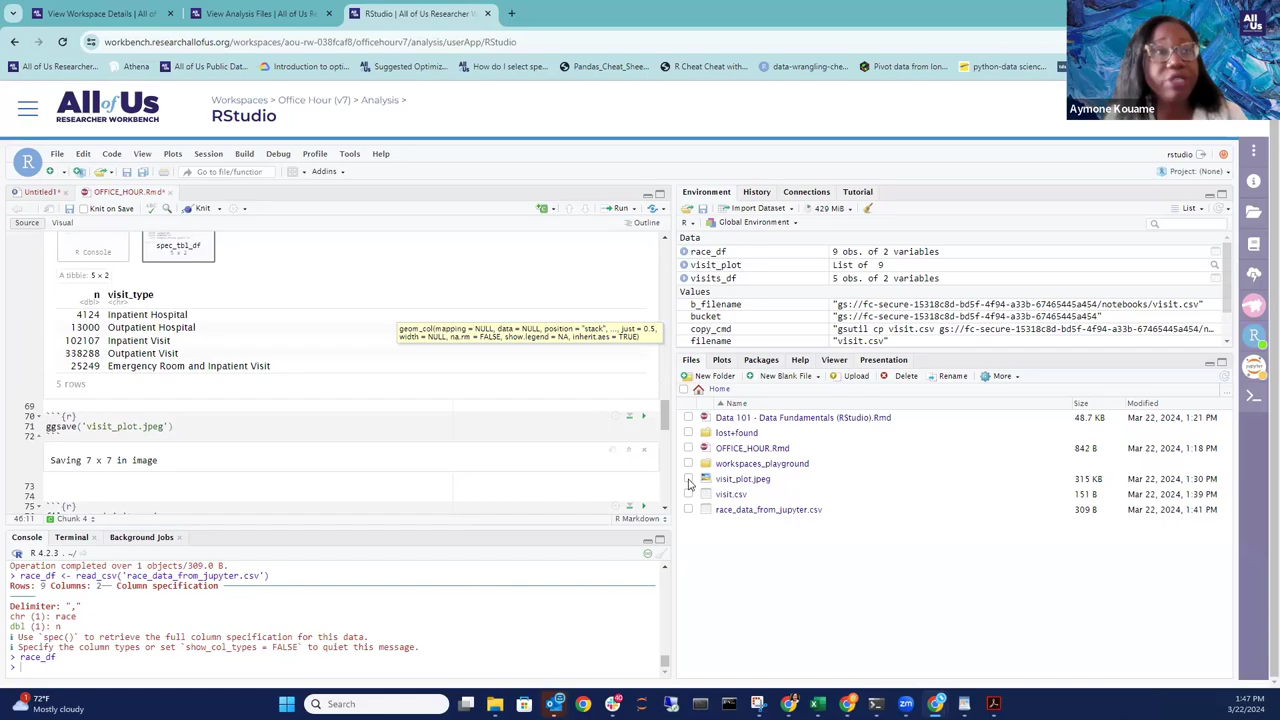 View Workspace Details | All of
View Analysis Files | All of Us R
RStudio | All of Us Researcher W
workbench.researchallofus.org/workspaces/aou-rw-038fcaf8/officehourv7/analysis/userApp/RStudio
All of Us Researcher...
Athena
All of Us Public Dat...
Introduction to opti...
Suggested Optimiz...
How do I select spe...
Pandas_Cheat_Shee...
R Cheat Cheat with...
data-wrangling-che...
Pivot data from lon...
python-data scienc...
All of Us
Aymone Kouame
All of Us
RESEARCHER WORKBENCH
Workspaces > Office Hour (v7) > Analysis >
RStudio
R
File Edit Code View Plots Session Build Debug Profile Tools Help
rstudio
Go to file/function
Addins
Project: (None)
Untitled1*
OFFICE_HOUR.Rmd*
Knit on Save
Knit
Run
Source Visual
Outline
R Console
spec_tbl_df
5 x 2
A tibble: 5 × 2
n visit_type
<dbl> <chr>
4124 Inpatient Hospital
13000 Outpatient Hospital
102107 Inpatient Visit
338288 Outpatient Visit
25249 Emergency Room and Inpatient Visit
5 rows
geom_col(mapping = NULL, data = NULL, position = "stack", ..., just = 0.5,
width = NULL, na.rm = FALSE, show.legend = NA, inherit.aes = TRUE)
69
70 ```{r}
71 ggsave('visit_plot.jpeg')
72 ```
Saving 7 x 7 in image
73
74
75 ```{r}
46:11 Chunk 4 R Markdown
Console Terminal Background Jobs
R 4.2.3 . ~/
Operation completed over 1 objects/309.0 B.
> race_df <- read_csv('race_data_from_jupyter.csv')
Rows: 9 Columns: 2── Column specification
Delimiter: ","
chr (1): race
dbl (1): n
ℹ Use `spec()` to retrieve the full column specification for this data.
ℹ Specify the column types or set `show_col_types = FALSE` to quiet this message.
> race_df
>
Environment History Connections Tutorial
Import Dataset
429 MiB
List
R
Global Environment
Data
race_df 9 obs. of 2 variables
visit_plot List of 9
visits_df 5 obs. of 2 variables
Values
b_filename "gs://fc-secure-15318c8d-bd5f-4f94-a33b-67465445a454/notebooks/visit.csv"
bucket "gs://fc-secure-15318c8d-bd5f-4f94-a33b-67465445a454"
copy_cmd "gsutil cp visit.csv gs://fc-secure-15318c8d-bd5f-4f94-a33b-67465445a454/n...
filename "visit.csv"
Files Plots Packages Help Viewer Presentation
New Folder New Blank File Upload Delete Rename More
Home
Name Size Modified
Data 101 - Data Fundamentals (RStudio).Rmd 48.7 KB Mar 22, 2024, 1:21 PM
lost+found
OFFICE_HOUR.Rmd 842 B Mar 22, 2024, 1:18 PM
workspaces_playground
visit_plot.jpeg 315 KB Mar 22, 2024, 1:30 PM
visit.csv 151 B Mar 22, 2024, 1:39 PM
race_data_from_jupyter.csv 309 B Mar 22, 2024, 1:41 PM
72°F
Mostly cloudy
Search
1:47 PM
3/22/2024